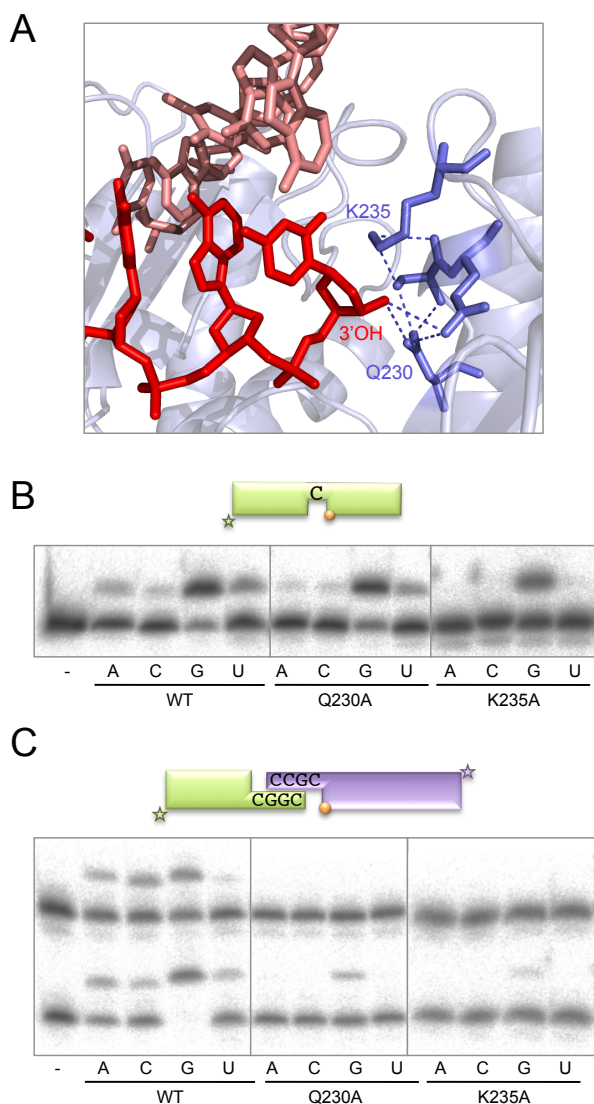 A
K235
3'OH
Q230
B
C
- A C G U A C G U A C G U
WT Q230A K235A
C
CCGC
CGGC
- A C G U A C G U A C G U
WT Q230A K235A